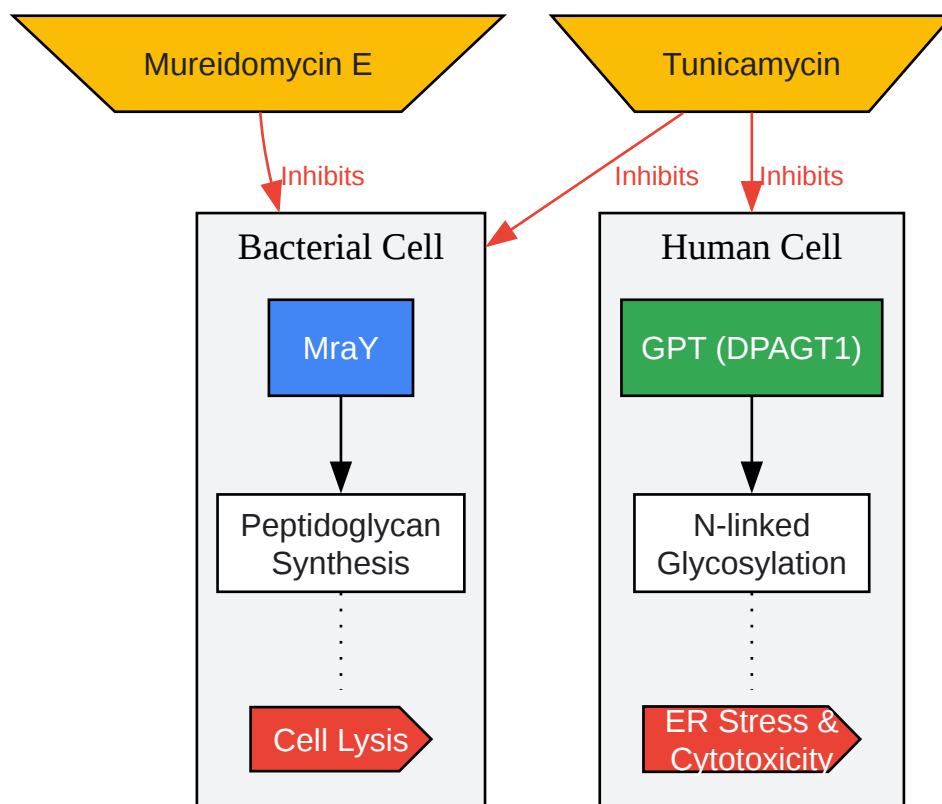 Mureidomycin E
Tunicamycin
Inhibits
Inhibits
Inhibits
Bacterial Cell
Human Cell
MraY
GPT (DPAGT1)
Peptidoglycan
Synthesis
N-linked
Glycosylation
Cell Lysis
ER Stress &
Cytotoxicity